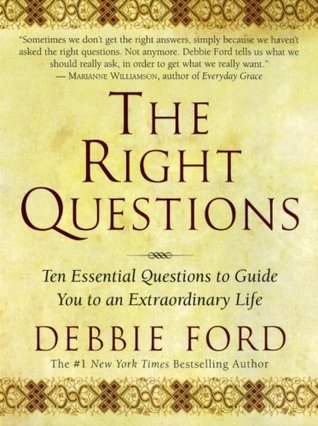 "Sometimes we don't get the right answers, simply because we haven't
asked the right questions. Not anymore. Debbie Ford tells us what we
should really ask, in order to get what we really want."
— MARIANNE WILLIAMSON, author of Everyday Grace
THE
RIGHT
QUESTIONS
Ten Essential Questions to Guide
You to an Extraordinary Life
DEBBIE FORD
The #1 New York Times Bestselling Author